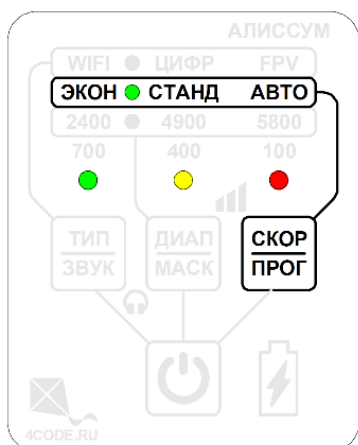 АЛИССУМ
WIFI ЦИФР FPV
ЭКОН СТАНД АВТО
2400 4900 5800
700 400 100
ТИП ДИАП СКОР
ЗВУК МАСК ПРОГ
4CODE.RU